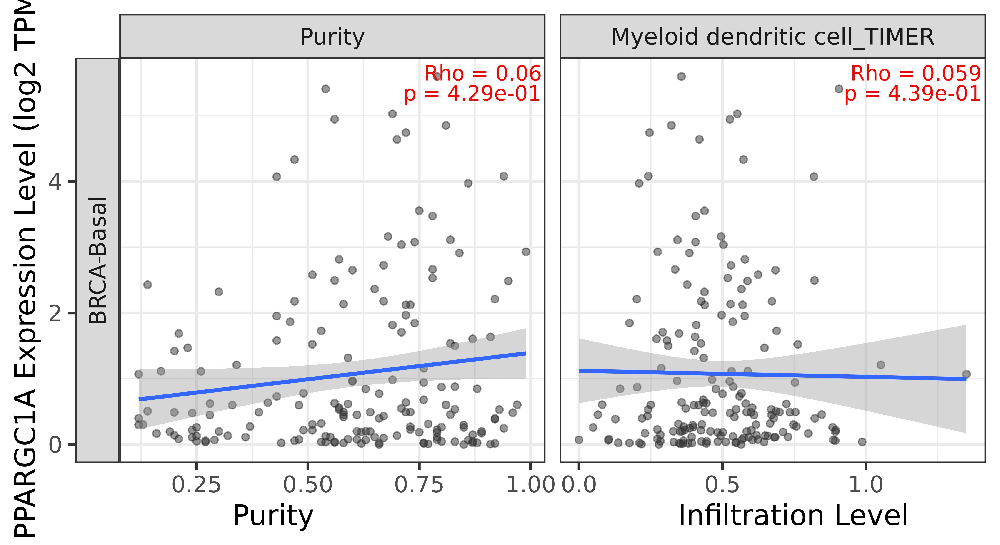 PPARGC1A Expression Level (log2 TPM
Purity
Myeloid dendritic cell_TIMER
BRCA-Basal
Rho = 0.06
p = 4.29e-01
Rho = 0.059
p = 4.39e-01
4
2
0
0.25 0.50 0.75 1.00
0.0 0.5 1.0
Purity
Infiltration Level